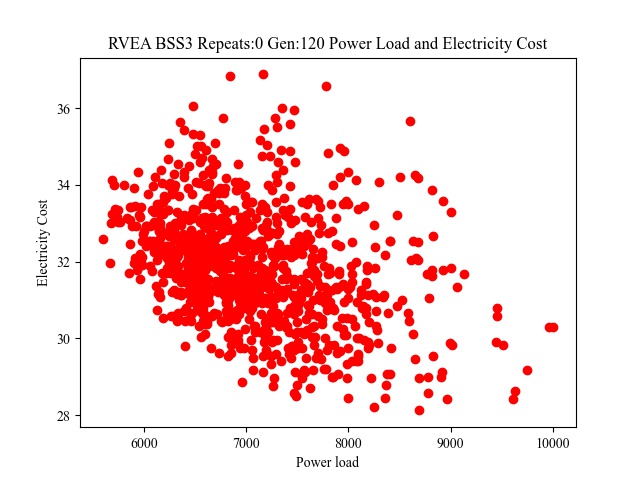 RVEA BSS3 Repeats:0 Gen:120 Power Load and Electricity Cost
36
34
32
30
28
Electricity Cost
6000 7000 8000 9000 10000
Power load